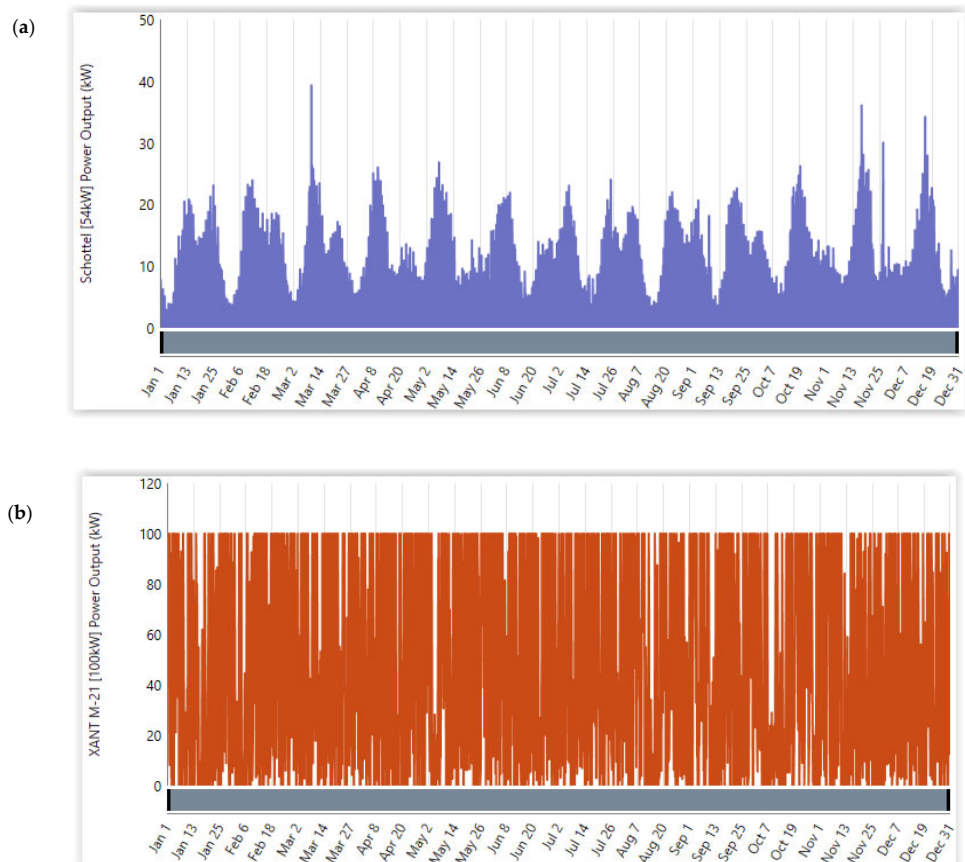 (a)
Schottel [54kW] Power Output (kW)
50
40
30
20
10
0
Jan 1
Jan 13
Jan 25
Feb 6
Feb 18
Mar 2
Mar 14
Mar 27
Apr 8
Apr 20
May 2
May 14
May 26
Jun 8
Jun 20
Jul 2
Jul 14
Jul 26
Aug 7
Aug 20
Sep 1
Sep 13
Sep 25
Oct 7
Oct 19
Nov 1
Nov 13
Nov 25
Dec 7
Dec 19
Dec 31
(b)
XANT M-21 [100kW] Power Output (kW)
120
100
80
60
40
20
0
Jan 1
Jan 13
Jan 25
Feb 6
Feb 18
Mar 2
Mar 14
Mar 27
Apr 8
Apr 20
May 2
May 14
May 26
Jun 8
Jun 20
Jul 2
Jul 14
Jul 26
Aug 7
Aug 20
Sep 1
Sep 13
Sep 25
Oct 7
Oct 19
Nov 1
Nov 13
Nov 25
Dec 7
Dec 19
Dec 31